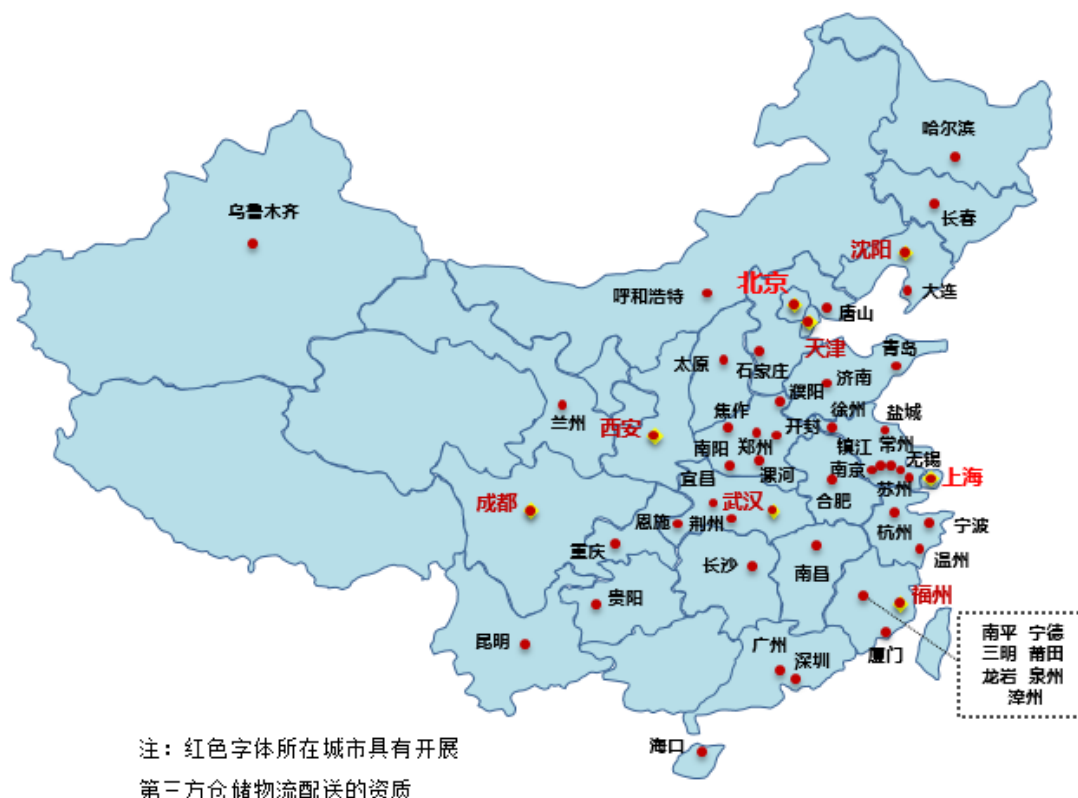 哈尔滨
乌鲁木齐
长春
沈阳
北京
呼和浩特
大连
唐山
天津
青岛
太原
石家庄
济南
濮阳
焦作
徐州
盐城
兰州
西安
开封
南阳
郑州
镇江
常州
无锡
宜昌
漯河
南京
上海
成都
武汉
合肥
苏州
恩施
荆州
杭州
宁波
重庆
长沙
南昌
温州
贵阳
福州
昆明
广州
深圳
厦门
南平 宁德
三明 莆田
龙岩 泉州
漳州
海口
注：红色字体所在城市具有开展
第三方仓储物流配送的资质